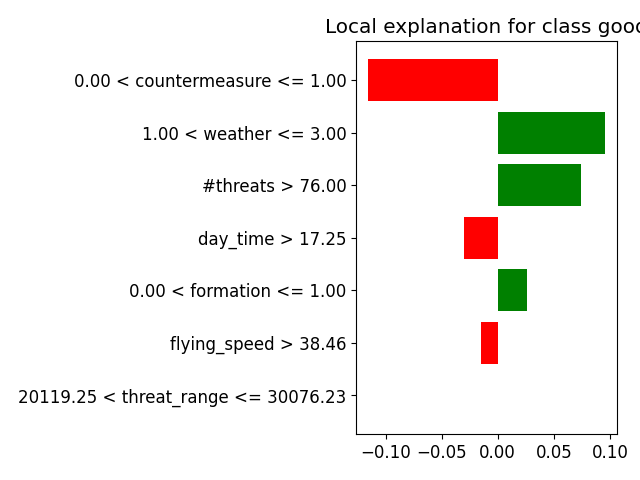 Local explanation for class good
0.00 < countermeasure <= 1.00
1.00 < weather <= 3.00
#threats > 76.00
day_time > 17.25
0.00 < formation <= 1.00
flying_speed > 38.46
20119.25 < threat_range <= 30076.23
−0.10 −0.05 0.00 0.05 0.10